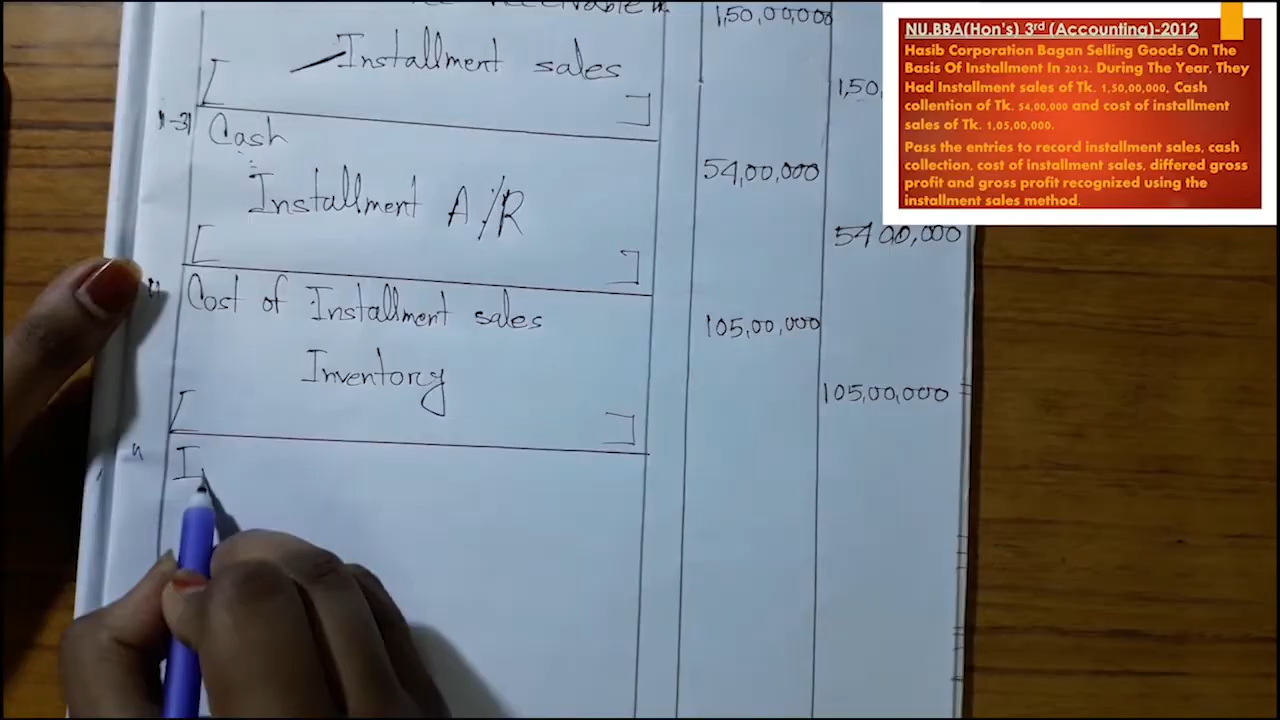 1,50,00,000
Installment sales
1,50,
Cash
54,00,000
Installment A/R
5400,000
Cost of Installment sales
105,00,000
Inventory
105,00,000
I
NU.BBA(Hon's) 3rd (Accounting)-2012
Hasib Corporation Bagan Selling Goods On The
Basis Of Installment In 2012. During The Year, They
Had Installment sales of Tk. 1,50,00,000, Cash
collention of Tk. 54,00,000 and cost of installment
sales of Tk. 1,05,00,000.
Pass the entries to record installment sales, cash
collection, cost of installment sales, differed gross
profit and gross profit recognized using the
installment sales method.